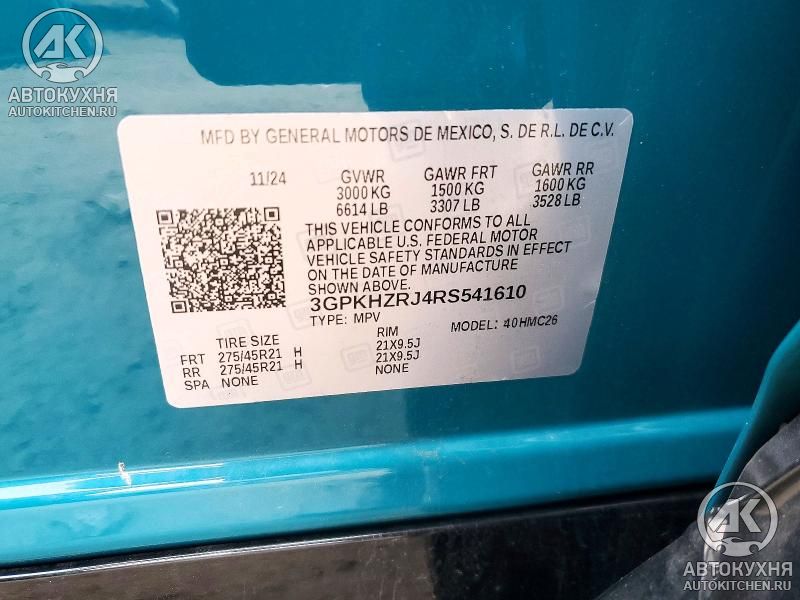 AK
АВТОКУХНЯ
AUTOKITCHEN.RU
MFD BY GENERAL MOTORS DE MEXICO, S. DE R.L. DE C.V.
11/24 GVWR GAWR FRT GAWR RR
3000 KG 1500 KG 1600 KG
6614 LB 3307 LB 3528 LB
THIS VEHICLE CONFORMS TO ALL
APPLICABLE U.S. FEDERAL MOTOR
VEHICLE SAFETY STANDARDS IN EFFECT
ON THE DATE OF MANUFACTURE
SHOWN ABOVE.
3GPKHZRJ4RS541610
TYPE: MPV MODEL: 40HMC26
TIRE SIZE RIM
FRT 275/45R21 H 21X9.5J
RR 275/45R21 H 21X9.5J
SPA NONE NONE
AK
АВТОКУХНЯ
AUTOKITCHEN.RU